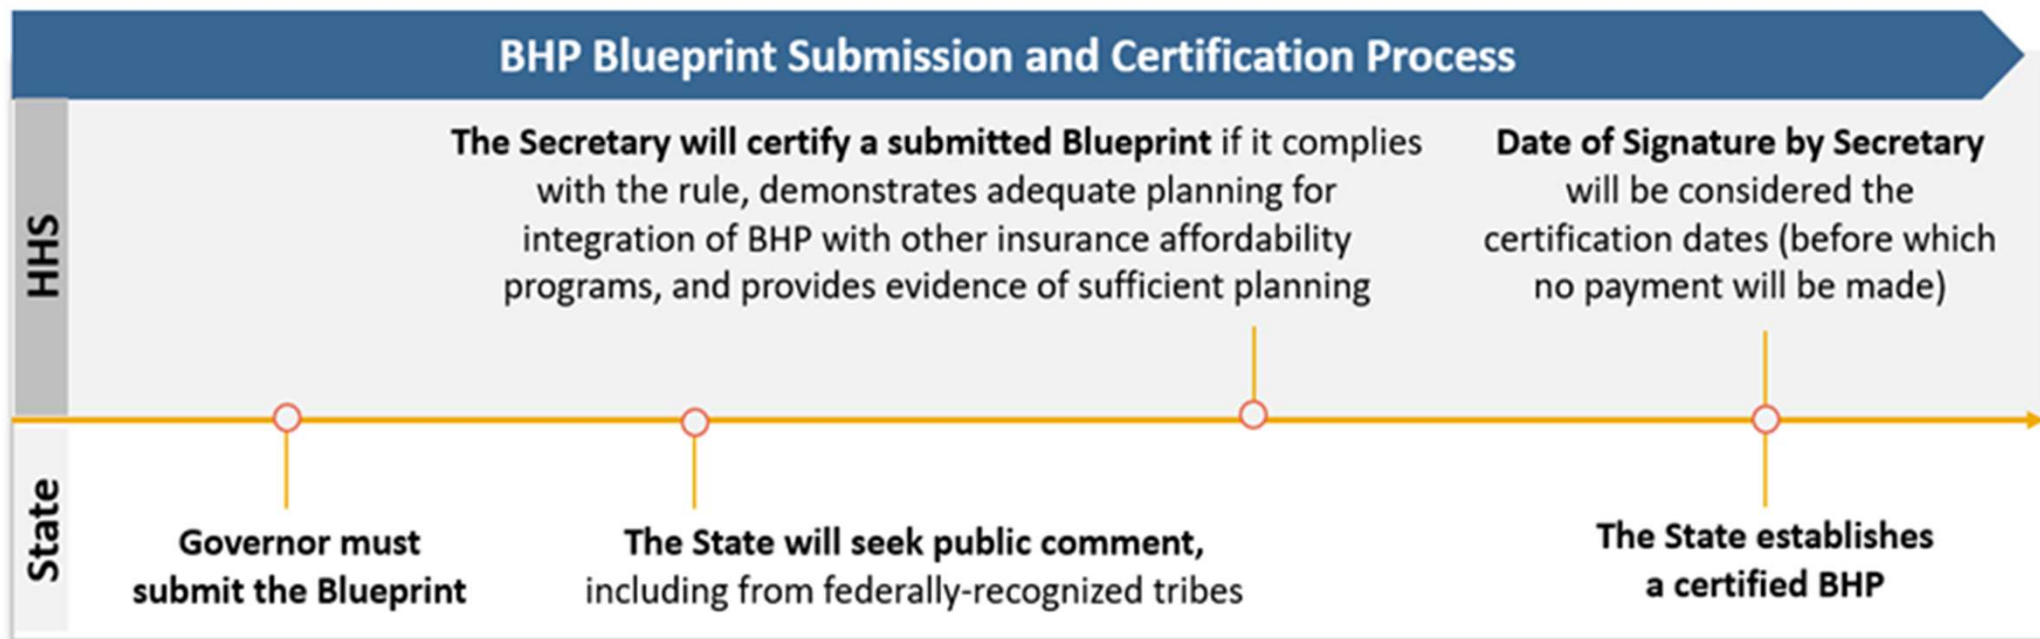 BHP Blueprint Submission and Certification Process
HHS
The Secretary will certify a submitted Blueprint if it complies
with the rule, demonstrates adequate planning for
integration of BHP with other insurance affordability
programs, and provides evidence of sufficient planning
Date of Signature by Secretary
will be considered the
certification dates (before which
no payment will be made)
State
Governor must
submit the Blueprint
The State will seek public comment,
including from federally-recognized tribes
The State establishes
a certified BHP